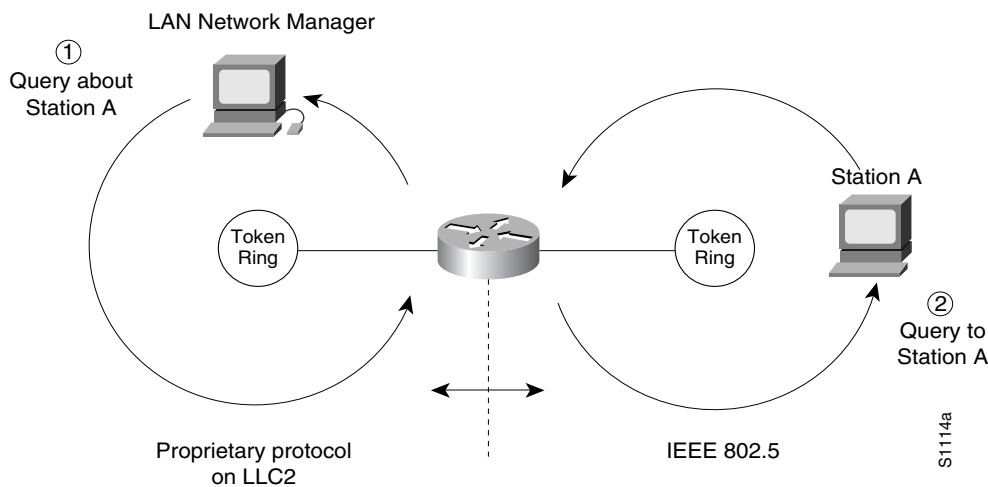 LAN Network Manager
1
Query about
Station A
Station A
Token
Ring
Token
Ring
2
Query to
Station A
Proprietary protocol
on LLC2
IEEE 802.5
S1114a